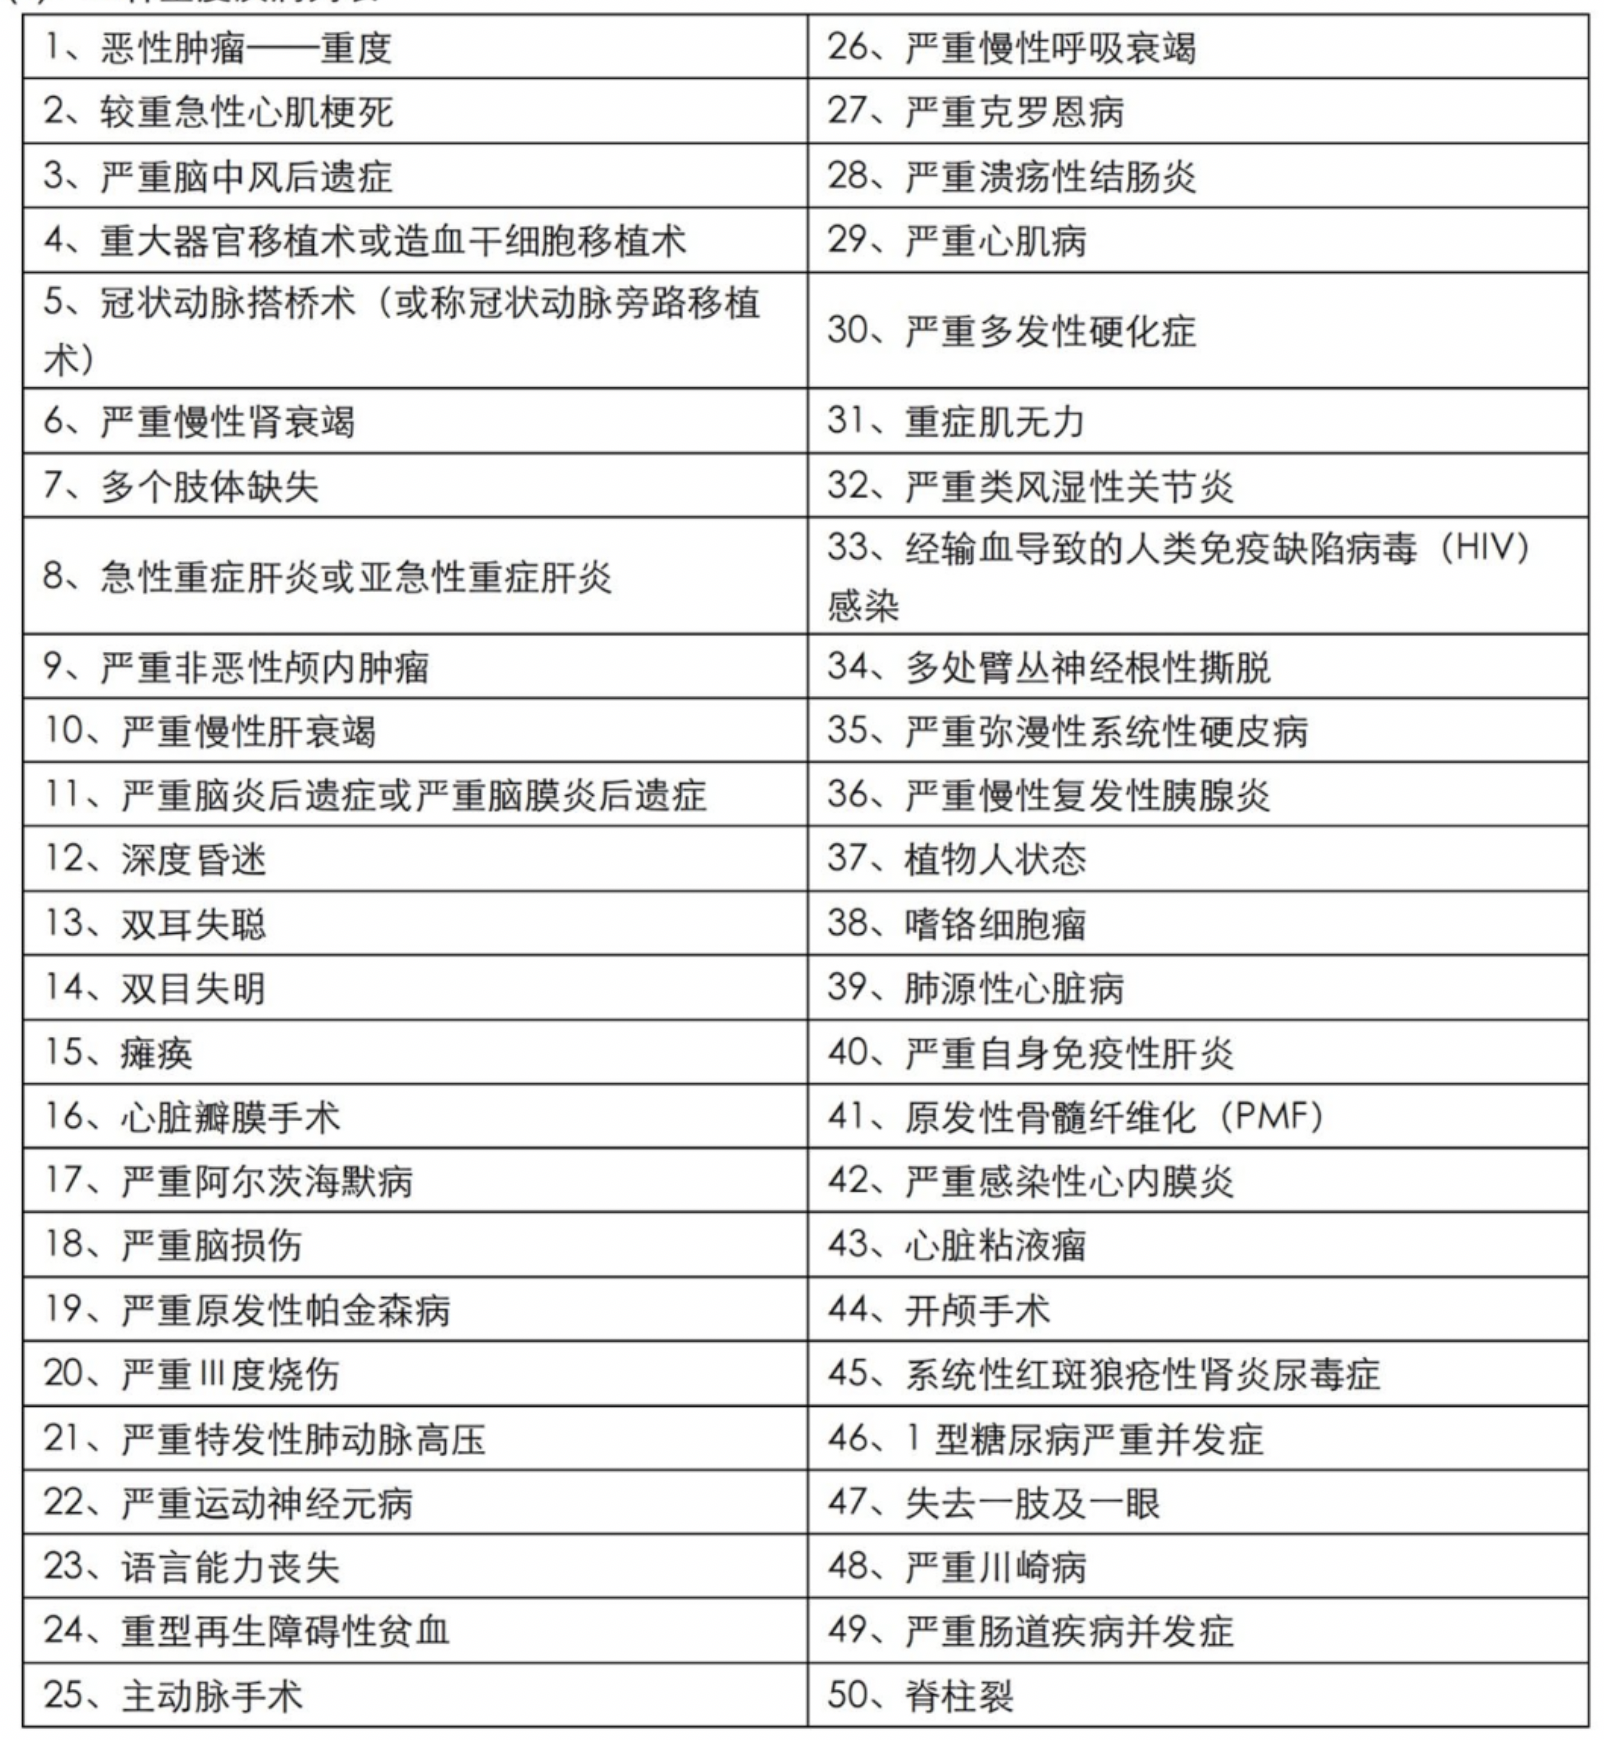 1、恶性肿瘤——重度
26、严重慢性呼吸衰竭
2、较重急性心肌梗死
27、严重克罗恩病
3、严重脑中风后遗症
28、严重溃疡性结肠炎
4、重大器官移植术或造血干细胞移植术
29、严重心肌病
5、冠状动脉搭桥术（或称冠状动脉旁路移植
术）
30、严重多发性硬化症
6、严重慢性肾衰竭
31、重症肌无力
7、多个肢体缺失
32、严重类风湿性关节炎
8、急性重症肝炎或亚急性重症肝炎
33、经输血导致的人类免疫缺陷病毒（HIV）
感染
9、严重非恶性颅内肿瘤
34、多处臂丛神经根性撕脱
10、严重慢性肝衰竭
35、严重弥漫性系统性硬皮病
11、严重脑炎后遗症或严重脑膜炎后遗症
36、严重慢性复发性胰腺炎
12、深度昏迷
37、植物人状态
13、双耳失聪
38、嗜铬细胞瘤
14、双目失明
39、肺源性心脏病
15、瘫痪
40、严重自身免疫性肝炎
16、心脏瓣膜手术
41、原发性骨髓纤维化（PMF）
17、严重阿尔茨海默病
42、严重感染性心内膜炎
18、严重脑损伤
43、心脏粘液瘤
19、严重原发性帕金森病
44、开颅手术
20、严重Ⅲ度烧伤
45、系统性红斑狼疮性肾炎尿毒症
21、严重特发性肺动脉高压
46、1 型糖尿病严重并发症
22、严重运动神经元病
47、失去一肢及一眼
23、语言能力丧失
48、严重川崎病
24、重型再生障碍性贫血
49、严重肠道疾病并发症
25、主动脉手术
50、脊柱裂